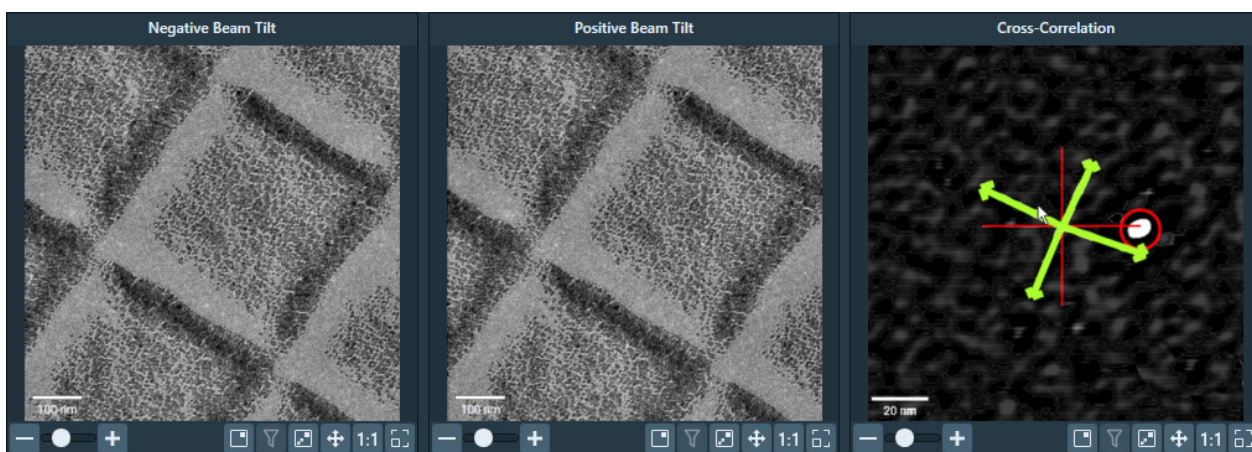 Negative Beam Tilt
Positive Beam Tilt
Cross-Correlation
100 nm
100 nm
20 nm
1:1
1:1
1:1